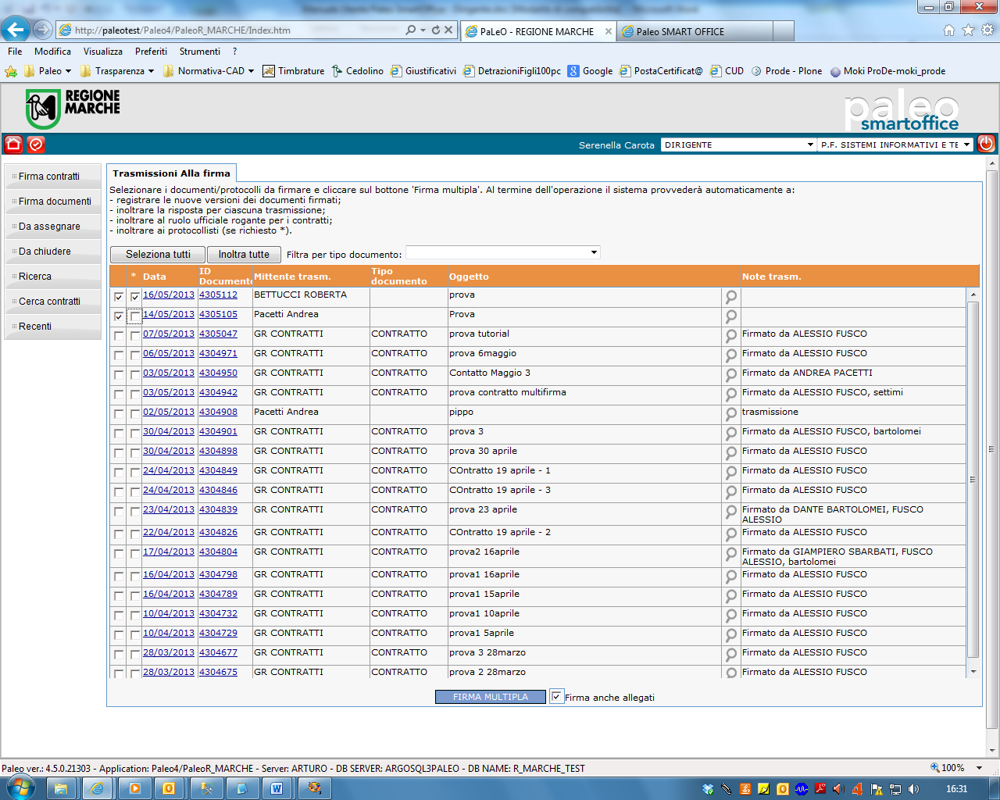 http://paleotest/Paleo4/PaleoR_MARCHE/Index.htm
PaLeO - REGIONE MARCHE
Paleo SMART OFFICE
File Modifica Visualizza Preferiti Strumenti ?
Paleo Trasparenza Normativa-CAD Timbrature Cedolino Giustificativi DetrazioniFigli100pc Google PostaCertificat@ CUD Prode - Plone Moki ProDe-moki_prode
REGIONE
MARCHE
paleo
smartoffice
Serenella Carota DIRIGENTE P.F. SISTEMI INFORMATIVI E TE
Firma contratti
Firma documenti
Da assegnare
Da chiudere
Ricerca
Cerca contratti
Recenti
Trasmissioni Alla firma
Selezionare i documenti/protocolli da firmare e cliccare sul bottone 'Firma multipla'. Al termine dell'operazione il sistema provvederà automaticamente a:
- registrare le nuove versioni dei documenti firmati;
- inoltrare la risposta per ciascuna trasmissione;
- inoltrare al ruolo ufficiale rogante per i contratti;
- inoltrare ai protocollisti (se richiesto *).
Seleziona tutti Inoltra tutte Filtra per tipo documento:
* Data ID Documento Mittente trasm. Tipo documento Oggetto Note trasm.
16/05/2013 4305112 BETTUCCI ROBERTA prova
14/05/2013 4305105 Pacetti Andrea Prova
07/05/2013 4305047 GR CONTRATTI CONTRATTO prova tutorial Firmato da ALESSIO FUSCO
06/05/2013 4304971 GR CONTRATTI CONTRATTO prova 6maggio Firmato da ALESSIO FUSCO
03/05/2013 4304950 GR CONTRATTI CONTRATTO Contatto Maggio 3 Firmato da ANDREA PACETTI
03/05/2013 4304942 GR CONTRATTI CONTRATTO prova contratto multifirma Firmato da ALESSIO FUSCO, settimi
02/05/2013 4304908 Pacetti Andrea pippo trasmissione
30/04/2013 4304901 GR CONTRATTI CONTRATTO prova 3 Firmato da ALESSIO FUSCO, bartolomei
30/04/2013 4304898 GR CONTRATTI CONTRATTO prova 30 aprile Firmato da ALESSIO FUSCO
24/04/2013 4304849 GR CONTRATTI CONTRATTO COntratto 19 aprile - 1 Firmato da ALESSIO FUSCO
24/04/2013 4304846 GR CONTRATTI CONTRATTO COntratto 19 aprile - 3 Firmato da ALESSIO FUSCO
23/04/2013 4304839 GR CONTRATTI CONTRATTO prova 23 aprile Firmato da DANTE BARTOLOMEI, FUSCO ALESSIO
22/04/2013 4304826 GR CONTRATTI CONTRATTO COntratto 19 aprile - 2 Firmato da ALESSIO FUSCO
17/04/2013 4304804 GR CONTRATTI CONTRATTO prova2 16aprile Firmato da GIAMPIERO SBARBATI, FUSCO ALESSIO, bartolomei
16/04/2013 4304798 GR CONTRATTI CONTRATTO prova1 16aprile Firmato da ALESSIO FUSCO
16/04/2013 4304789 GR CONTRATTI CONTRATTO prova1 15aprile Firmato da ALESSIO FUSCO
10/04/2013 4304732 GR CONTRATTI CONTRATTO prova1 10aprile Firmato da ALESSIO FUSCO
10/04/2013 4304729 GR CONTRATTI CONTRATTO prova1 5aprile Firmato da ALESSIO FUSCO
28/03/2013 4304677 GR CONTRATTI CONTRATTO prova 3 28marzo Firmato da ALESSIO FUSCO
28/03/2013 4304675 GR CONTRATTI CONTRATTO prova 2 28marzo Firmato da ALESSIO FUSCO
FIRMA MULTIPLA Firma anche allegati
Paleo ver.: 4.5.0.21303 - Application: Paleo4/PaleoR_MARCHE - Server: ARTURO - DB SERVER: ARGOSQL3PALEO - DB NAME: R_MARCHE_TEST 100%
16:31